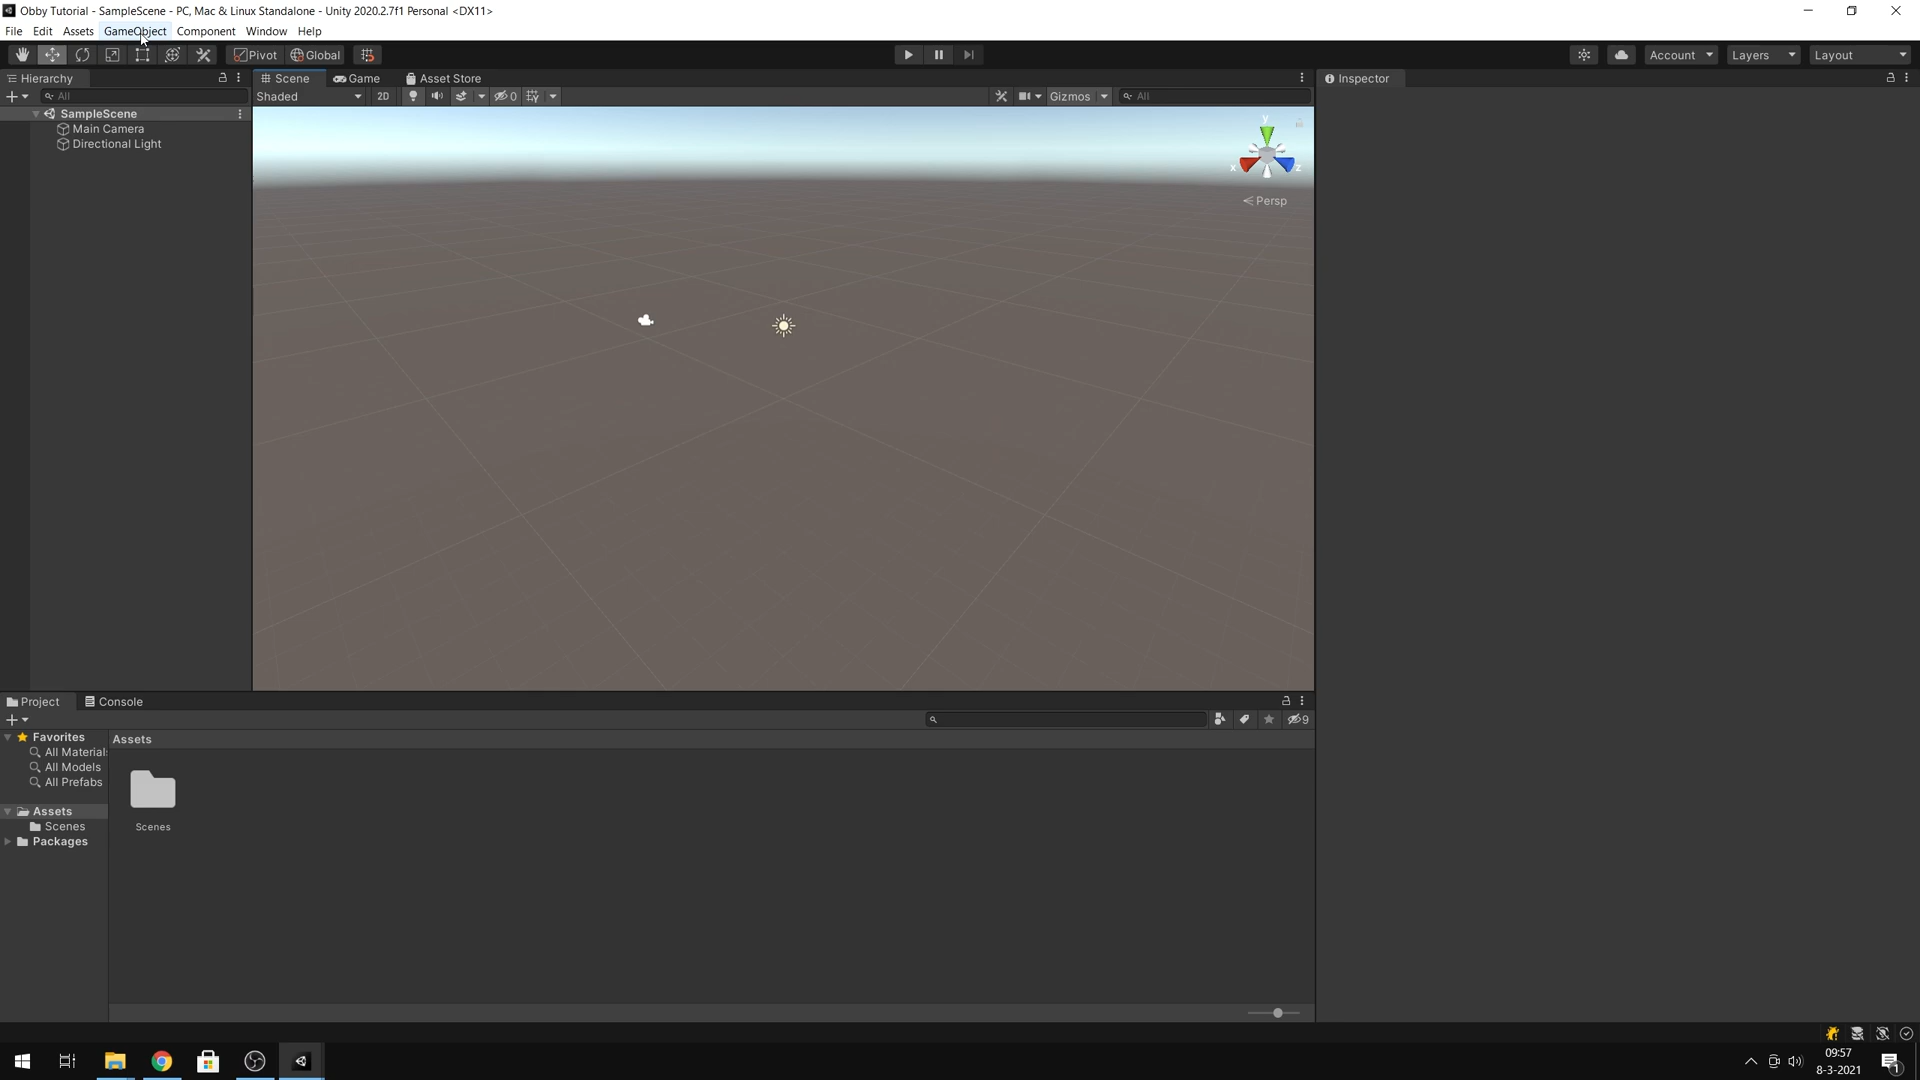 Obby Tutorial - SampleScene - PC, Mac & Linux Standalone - Unity 2020.2.7f1 Personal <DX11>
File Edit Assets GameObject Component Window Help
Pivot Global Account Layers Layout
Hierarchy Scene Game Asset Store Inspector
All Shaded 2D 0 Gizmos All
SampleScene
Main Camera
Directional Light
y
x z
Persp
Project Console
9
Favorites Assets
All Material
All Models
All Prefabs
Assets
Scenes Scenes
Packages
09:57
8-3-2021
1